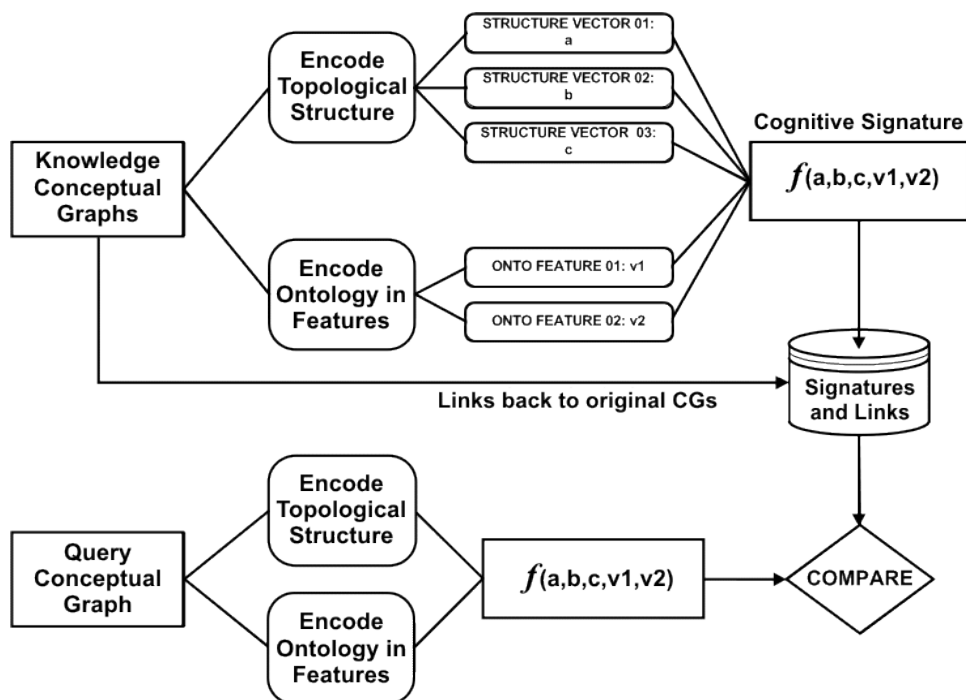 Encode
Topological
Structure
STRUCTURE VECTOR 01:
a
STRUCTURE VECTOR 02:
b
STRUCTURE VECTOR 03:
c
Cognitive Signature
f(a,b,c,v1,v2)
Knowledge
Conceptual
Graphs
Encode
Ontology in
Features
ONTO FEATURE 01: v1
ONTO FEATURE 02: v2
Links back to original CGs
Signatures
and Links
Encode
Topological
Structure
Query
Conceptual
Graph
f(a,b,c,v1,v2)
COMPARE
Encode
Ontology in
Features